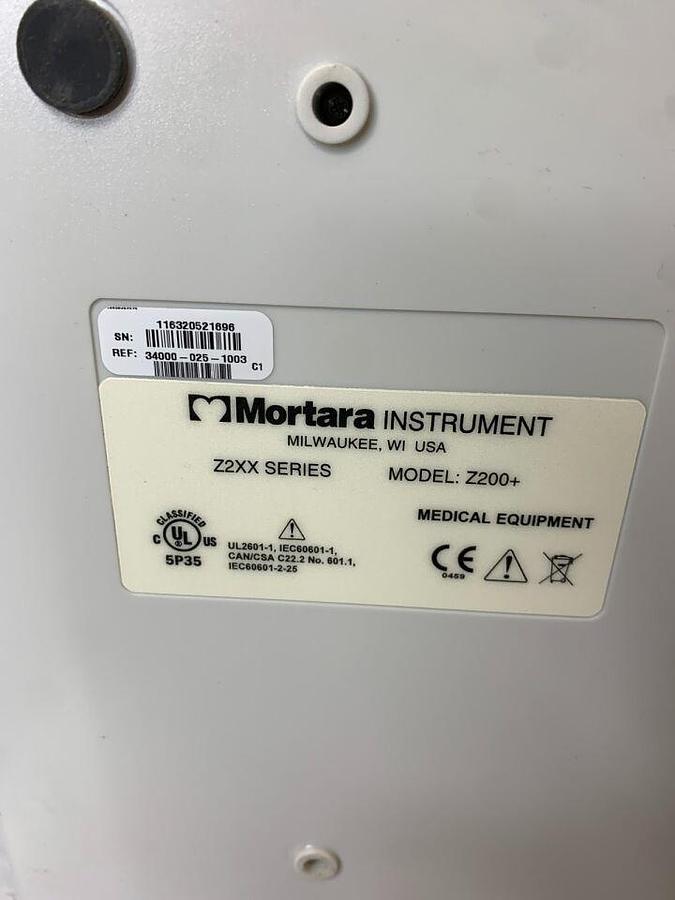 116320521696
SN:
REF: 34000-025-1003 C1
Mortara INSTRUMENT
MILWAUKEE, WI USA
Z2XX SERIES MODEL: Z200+
MEDICAL EQUIPMENT
CLASSIFIED
C UL US
5P35
UL2601-1, IEC60601-1,
CAN/CSA C22.2 No. 601.1,
IEC60601-2-25
CE
0459